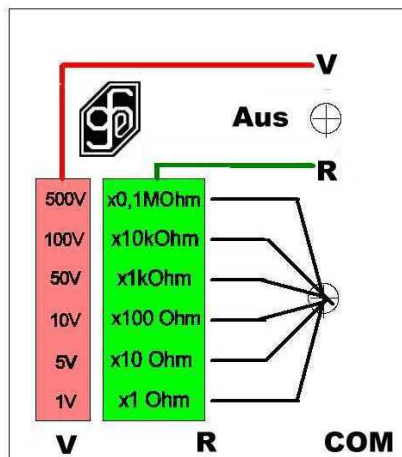 V
Aus
R
500V x0,1MOhm
100V x10kOhm
50V x1kOhm
10V x100 Ohm
5V x10 Ohm
1V x1 Ohm
V R COM